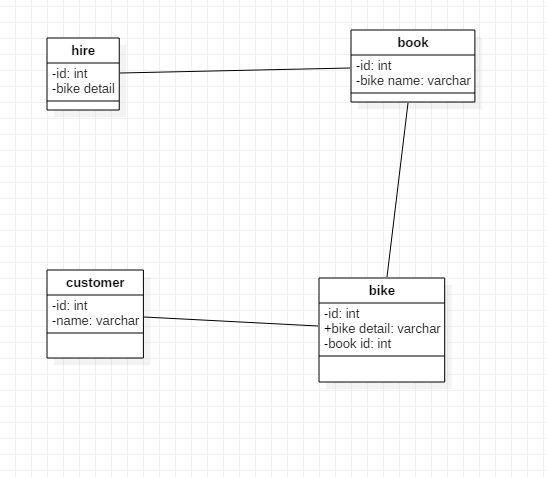 hire
-id: int
-bike detail
book
-id: int
-bike name: varchar
customer
-id: int
-name: varchar
bike
-id: int
+bike detail: varchar
-book id: int